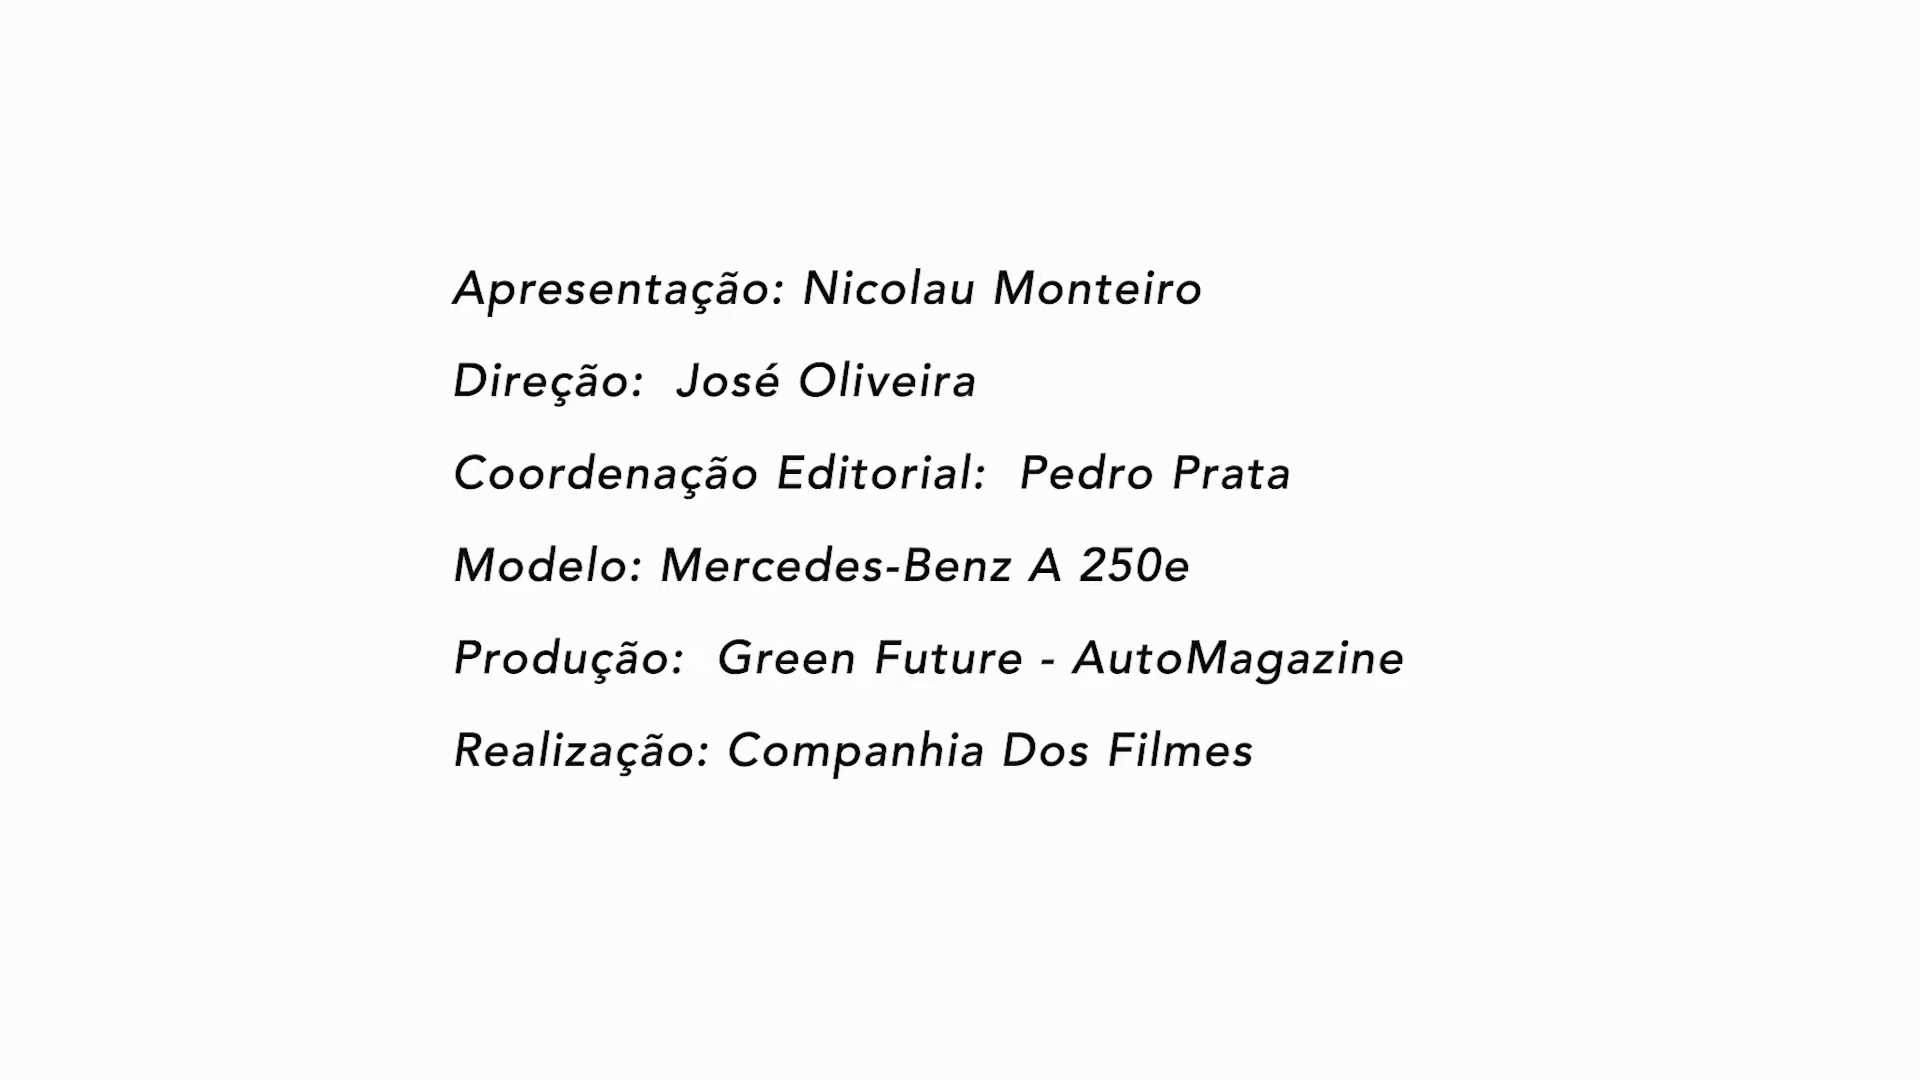 Apresentação: Nicolau Monteiro
Direção: José Oliveira
Coordenação Editorial: Pedro Prata
Modelo: Mercedes-Benz A 250e
Produção: Green Future - AutoMagazine
Realização: Companhia Dos Filmes